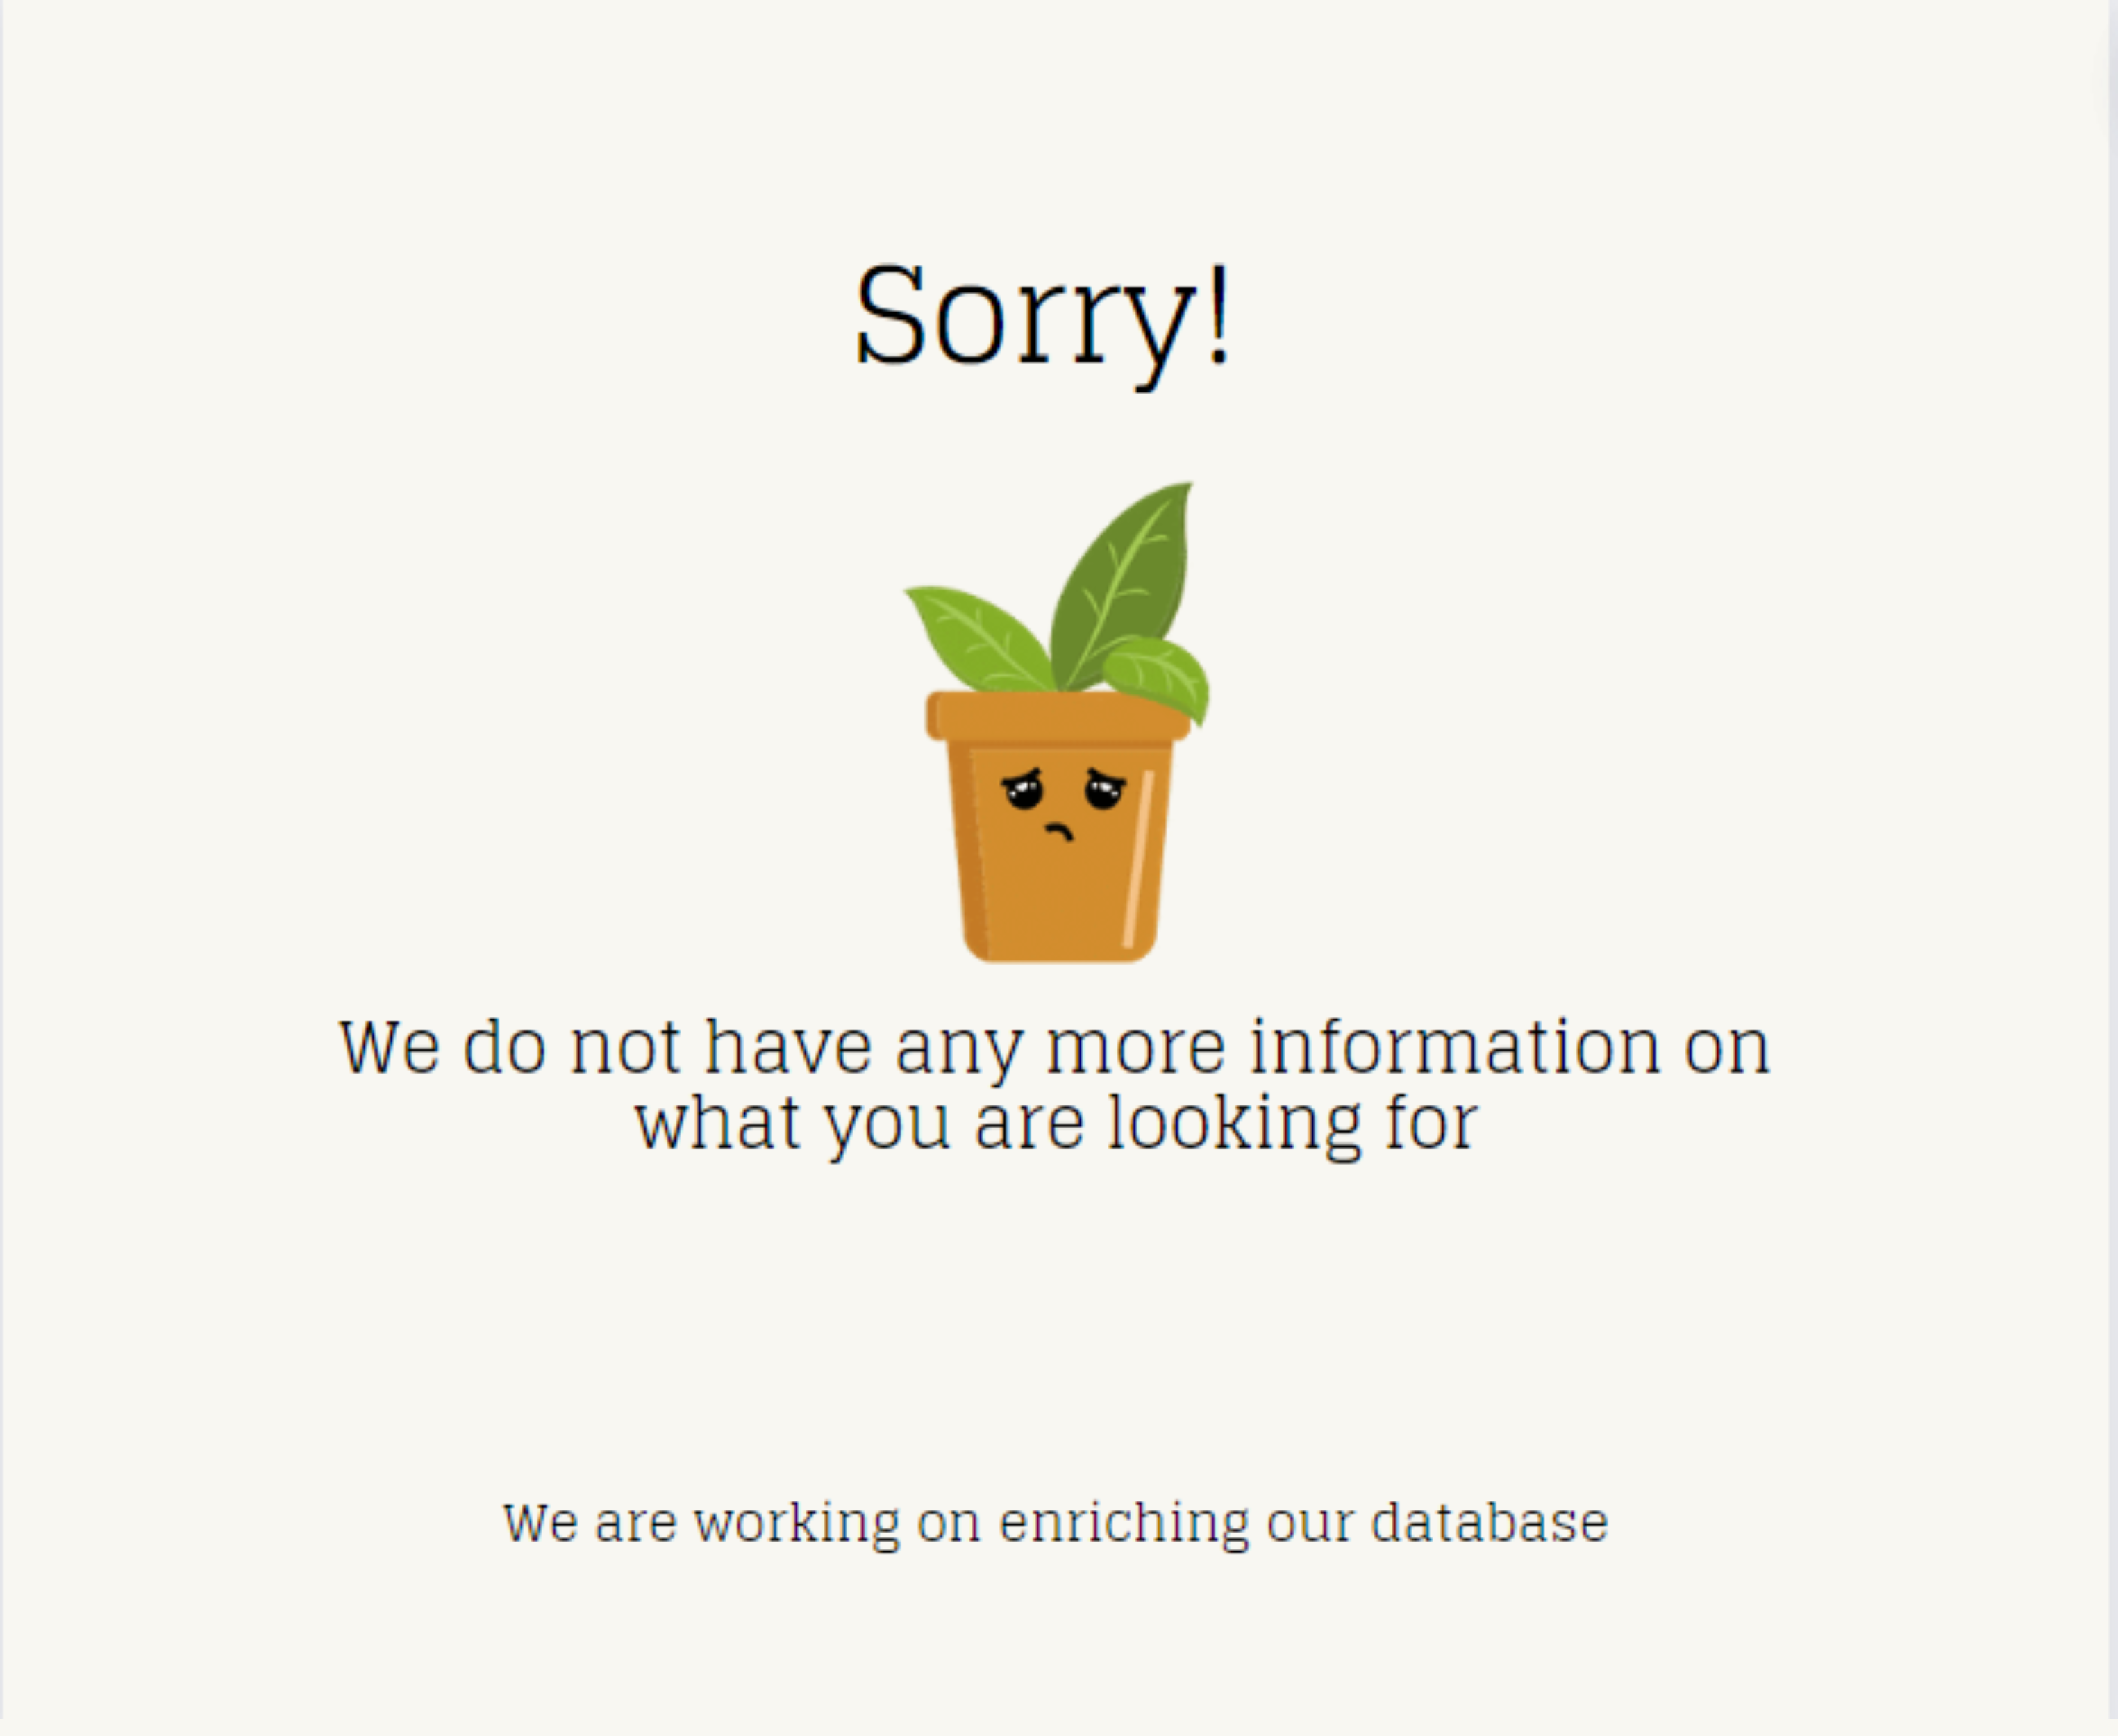 Sorry!
We do not have any more information on
what you are looking for
We are working on enriching our database